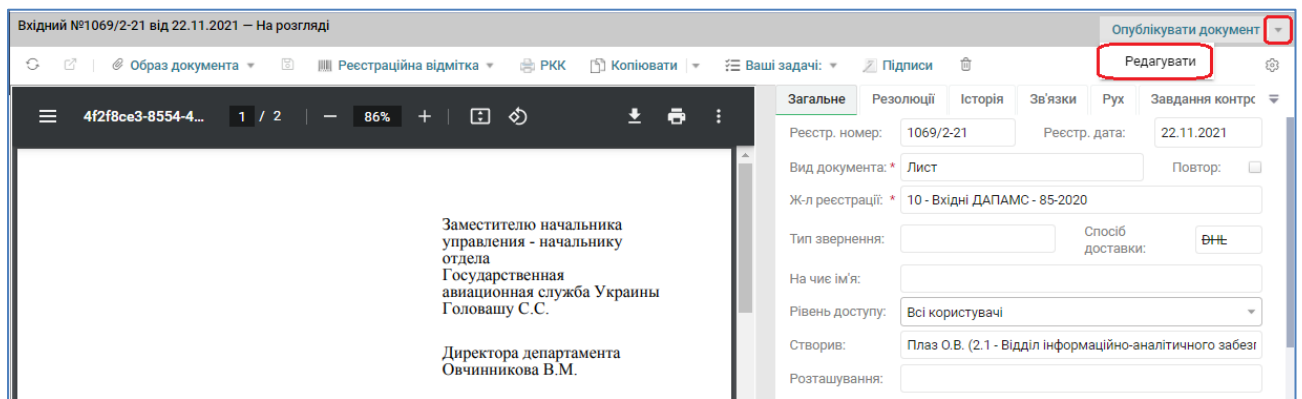 Вхідний №1069/2-21 від 22.11.2021 — На розгляді
Опублікувати документ
Редагувати
Образ документа
Реєстраційна відмітка
РКК
Копіювати
Ваші задачі:
Підписи
4f2f8ce3-8554-4...
1 / 2
86%
Загальне Резолюції Історія Зв'язки Рух Завдання контрс
Реєстр. номер: 1069/2-21 Реєстр. дата: 22.11.2021
Вид документа: * Лист Повтор:
Ж-л реєстрації: * 10 - Вхідні ДАПАМС - 85-2020
Тип звернення: Спосіб доставки: DHL
На чиє ім'я:
Рівень доступу: Всі користувачі
Створив: Плаз О.В. (2.1 - Відділ інформаційно-аналітичного забезп
Розташування:
Заместителю начальника
управления - начальнику
отдела
Государственная
авиационная служба Украины
Головашу С.С.
Директора департамента
Овчинникова В.М.